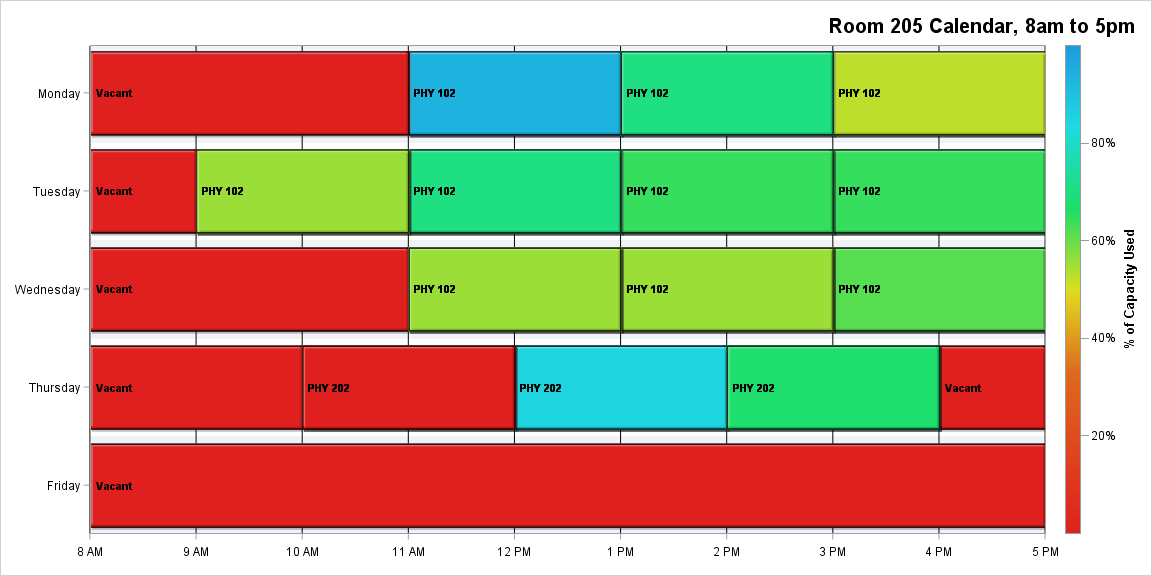 Room 205 Calendar, 8am to 5pm
Monday
Vacant
PHY 102
PHY 102
PHY 102
Tuesday
Vacant
PHY 102
PHY 102
PHY 102
PHY 102
Wednesday
Vacant
PHY 102
PHY 102
PHY 102
Thursday
Vacant
PHY 202
PHY 202
PHY 202
Vacant
Friday
Vacant
8 AM
9 AM
10 AM
11 AM
12 PM
1 PM
2 PM
3 PM
4 PM
5 PM
80%
60%
40%
20%
% of Capacity Used